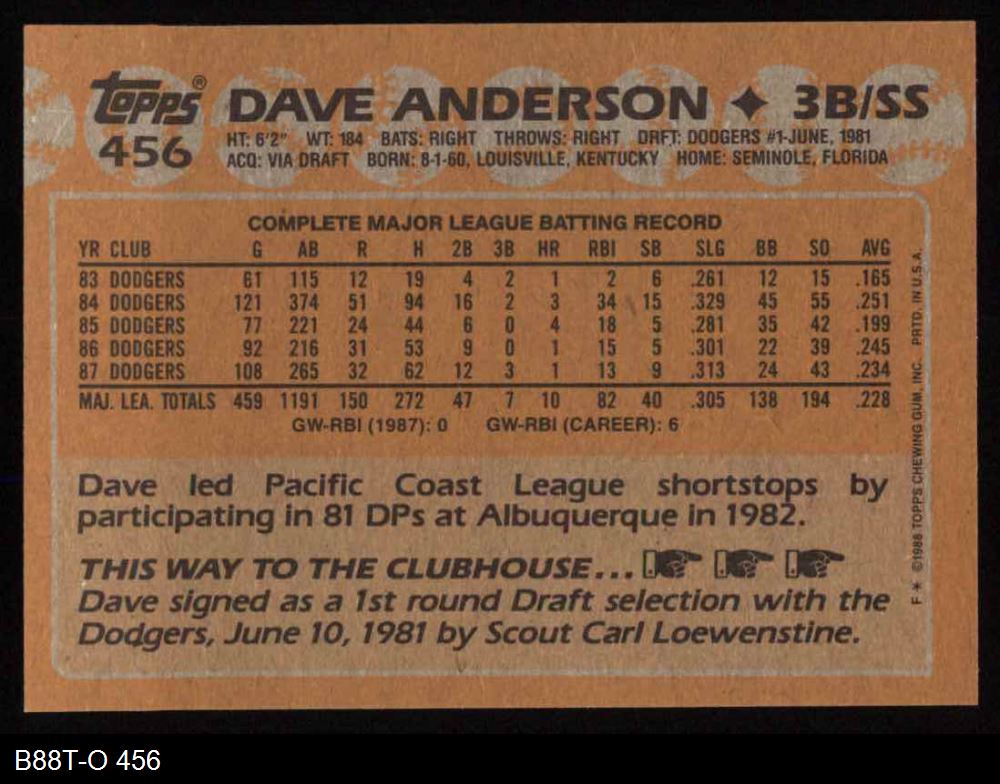 Topps® DAVE ANDERSON ✦ 3B/SS
456 HT: 6'2" WT: 184 BATS: RIGHT THROWS: RIGHT DRFT: DODGERS #1-JUNE, 1981
ACQ: VIA DRAFT BORN: 8-1-60, LOUISVILLE, KENTUCKY HOME: SEMINOLE, FLORIDA
COMPLETE MAJOR LEAGUE BATTING RECORD
YR CLUB G AB R H 2B 3B HR RBI SB SLG BB SO AVG
83 DODGERS 61 115 12 19 4 2 1 2 6 .261 12 15 .165
84 DODGERS 121 374 51 94 16 2 3 34 15 .329 45 55 .251
85 DODGERS 77 221 24 44 6 0 4 18 5 .281 35 42 .199
86 DODGERS 92 216 31 53 9 0 1 15 5 .301 22 39 .245
87 DODGERS 108 265 32 62 12 3 1 13 9 .313 24 43 .234
MAJ. LEA. TOTALS 459 1191 150 272 47 7 10 82 40 .305 138 194 .228
GW-RBI (1987): 0 GW-RBI (CAREER): 6
Dave led Pacific Coast League shortstops by
participating in 81 DPs at Albuquerque in 1982.
THIS WAY TO THE CLUBHOUSE...
Dave signed as a 1st round Draft selection with the
Dodgers, June 10, 1981 by Scout Carl Loewenstine.
F* ©1988 TOPPS CHEWING GUM, INC. PRTD. IN U.S.A.
B88T-O 456